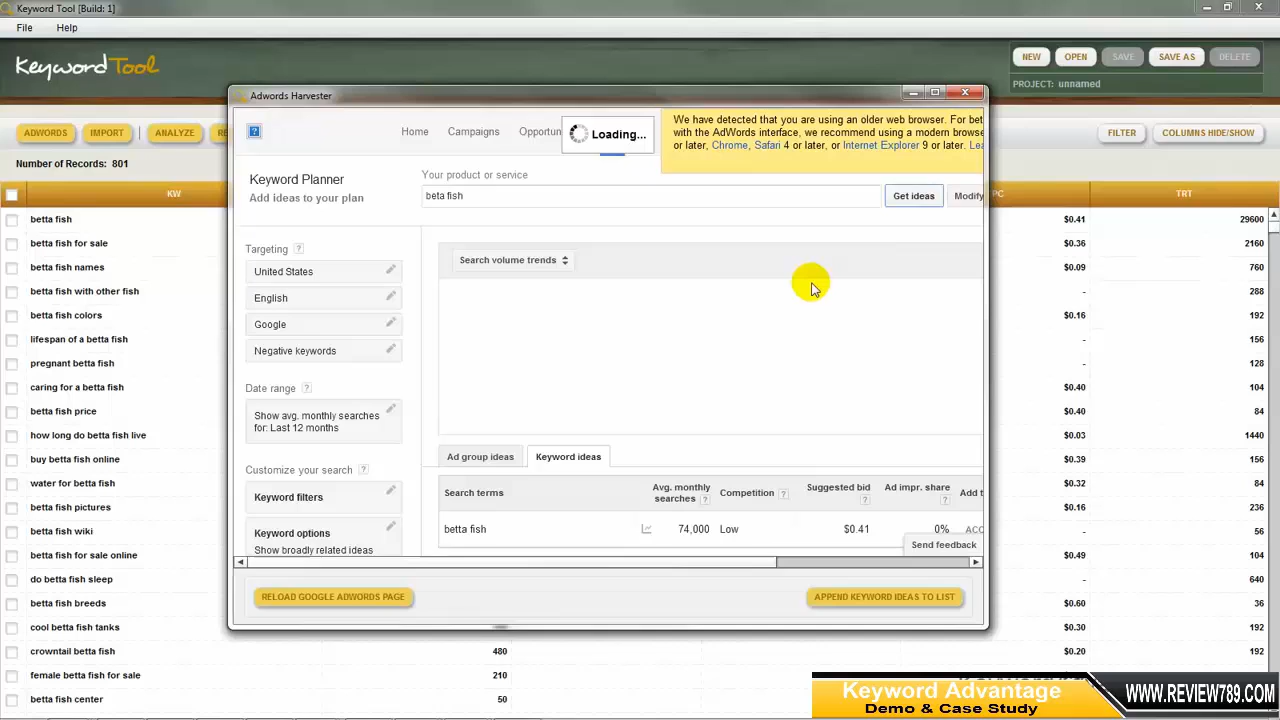 Keyword Tool [Build: 1]
File Help
KeywordTool
NEW OPEN SAVE SAVE AS DELETE
PROJECT: unnamed
ADWORDS IMPORT ANALYZE FILTER COLUMNS HIDE/SHOW
Number of Records: 801
KW TRT
betta fish $0.41 29600
betta fish for sale $0.36 2160
betta fish names $0.09 760
betta fish with other fish - 288
betta fish colors $0.16 192
lifespan of a betta fish - 156
pregnant betta fish - 128
caring for a betta fish $0.40 104
betta fish price $0.40 84
how long do betta fish live $0.03 1440
buy betta fish online $0.39 156
water for betta fish $0.32 84
betta fish pictures $0.16 236
betta fish wiki - 56
betta fish for sale online $0.49 104
do betta fish sleep - 640
betta fish breeds $0.60 36
cool betta fish tanks $0.30 192
crowntail betta fish 480 $0.20 192
female betta fish for sale 210
betta fish center 50
Adwords Harvester
Home Campaigns Opportun
Loading...
We have detected that you are using an older web browser. For bet
with the AdWords interface, we recommend using a modern browse
or later, Chrome, Safari 4 or later, or Internet Explorer 9 or later. Lea
Keyword Planner
Add ideas to your plan
Your product or service
beta fish
Get ideas Modify
Targeting ?
United States
English
Google
Negative keywords
Date range ?
Show avg. monthly searches
for: Last 12 months
Customize your search ?
Keyword filters
Keyword options
Show broadly related ideas
Search volume trends
Ad group ideas Keyword ideas
Search terms Avg. monthly searches ? Competition ? Suggested bid ? Ad impr. share ? Add t
betta fish 74,000 Low $0.41 0%
Send feedback
RELOAD GOOGLE ADWORDS PAGE APPEND KEYWORD IDEAS TO LIST
Keyword Advantage
Demo & Case Study
WWW.REVIEW789.COM